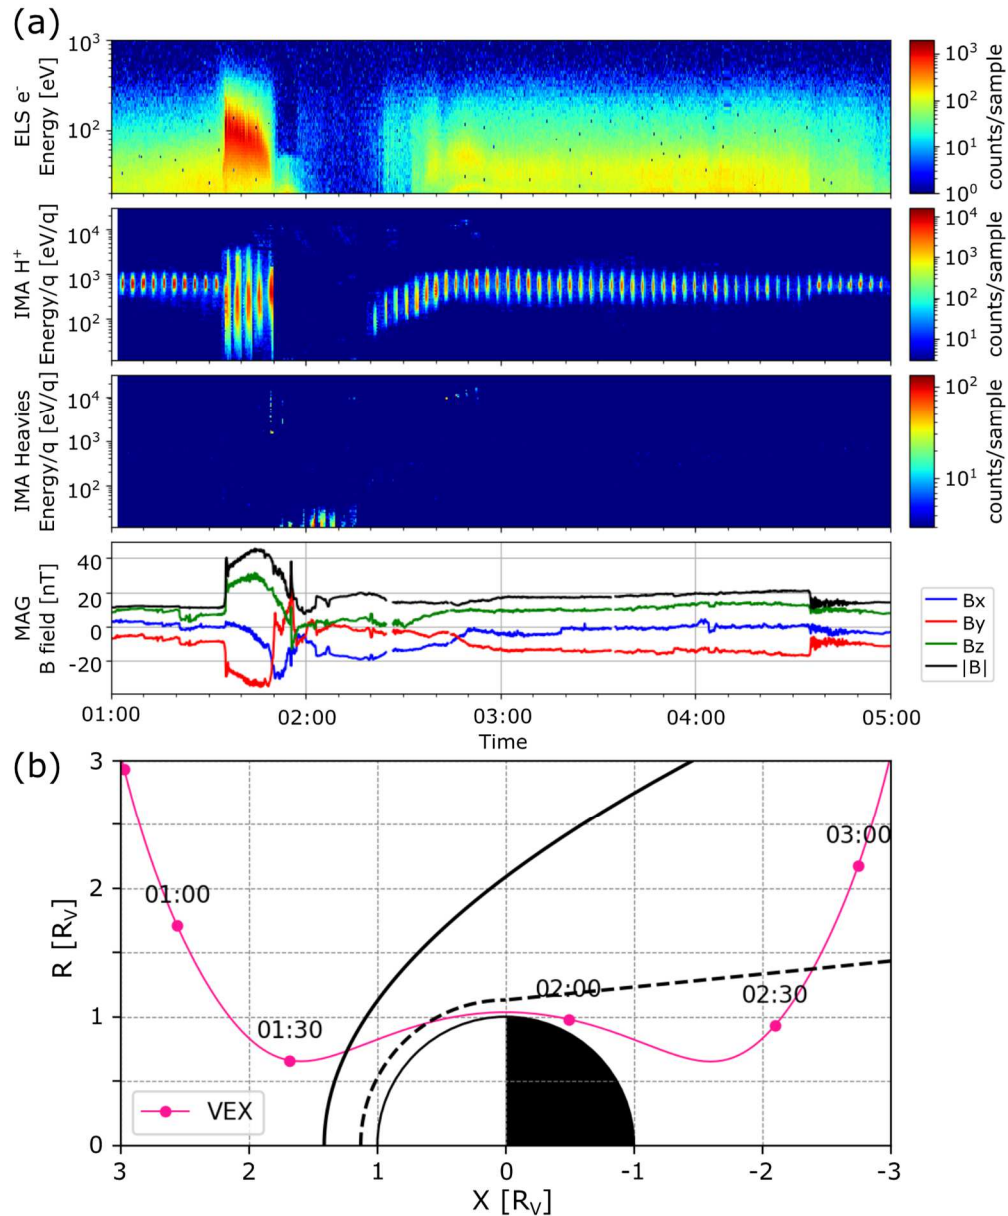 (a)
ELS e⁻
Energy [eV]
10³
10²
10³
10²
10¹
10⁰
counts/sample
IMA H⁺
Energy/q [eV/q]
10⁴
10³
10²
10⁴
10³
10²
10¹
counts/sample
IMA Heavies
Energy/q [eV/q]
10⁴
10³
10²
10²
10¹
counts/sample
MAG
B field [nT]
40
20
0
-20
Bx
By
Bz
|B|
01:00 02:00 03:00 04:00 05:00
Time
(b)
R [R_V]
3
2
1
0
01:00
01:30
02:00
02:30
03:00
VEX
3 2 1 0 -1 -2 -3
X [R_V]